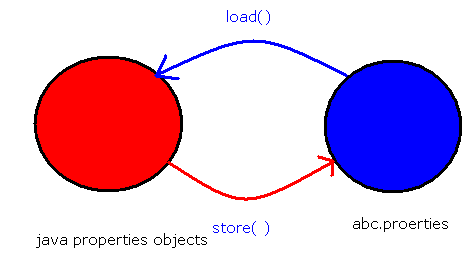 load()
abc.proerties
store( )
java properties objects